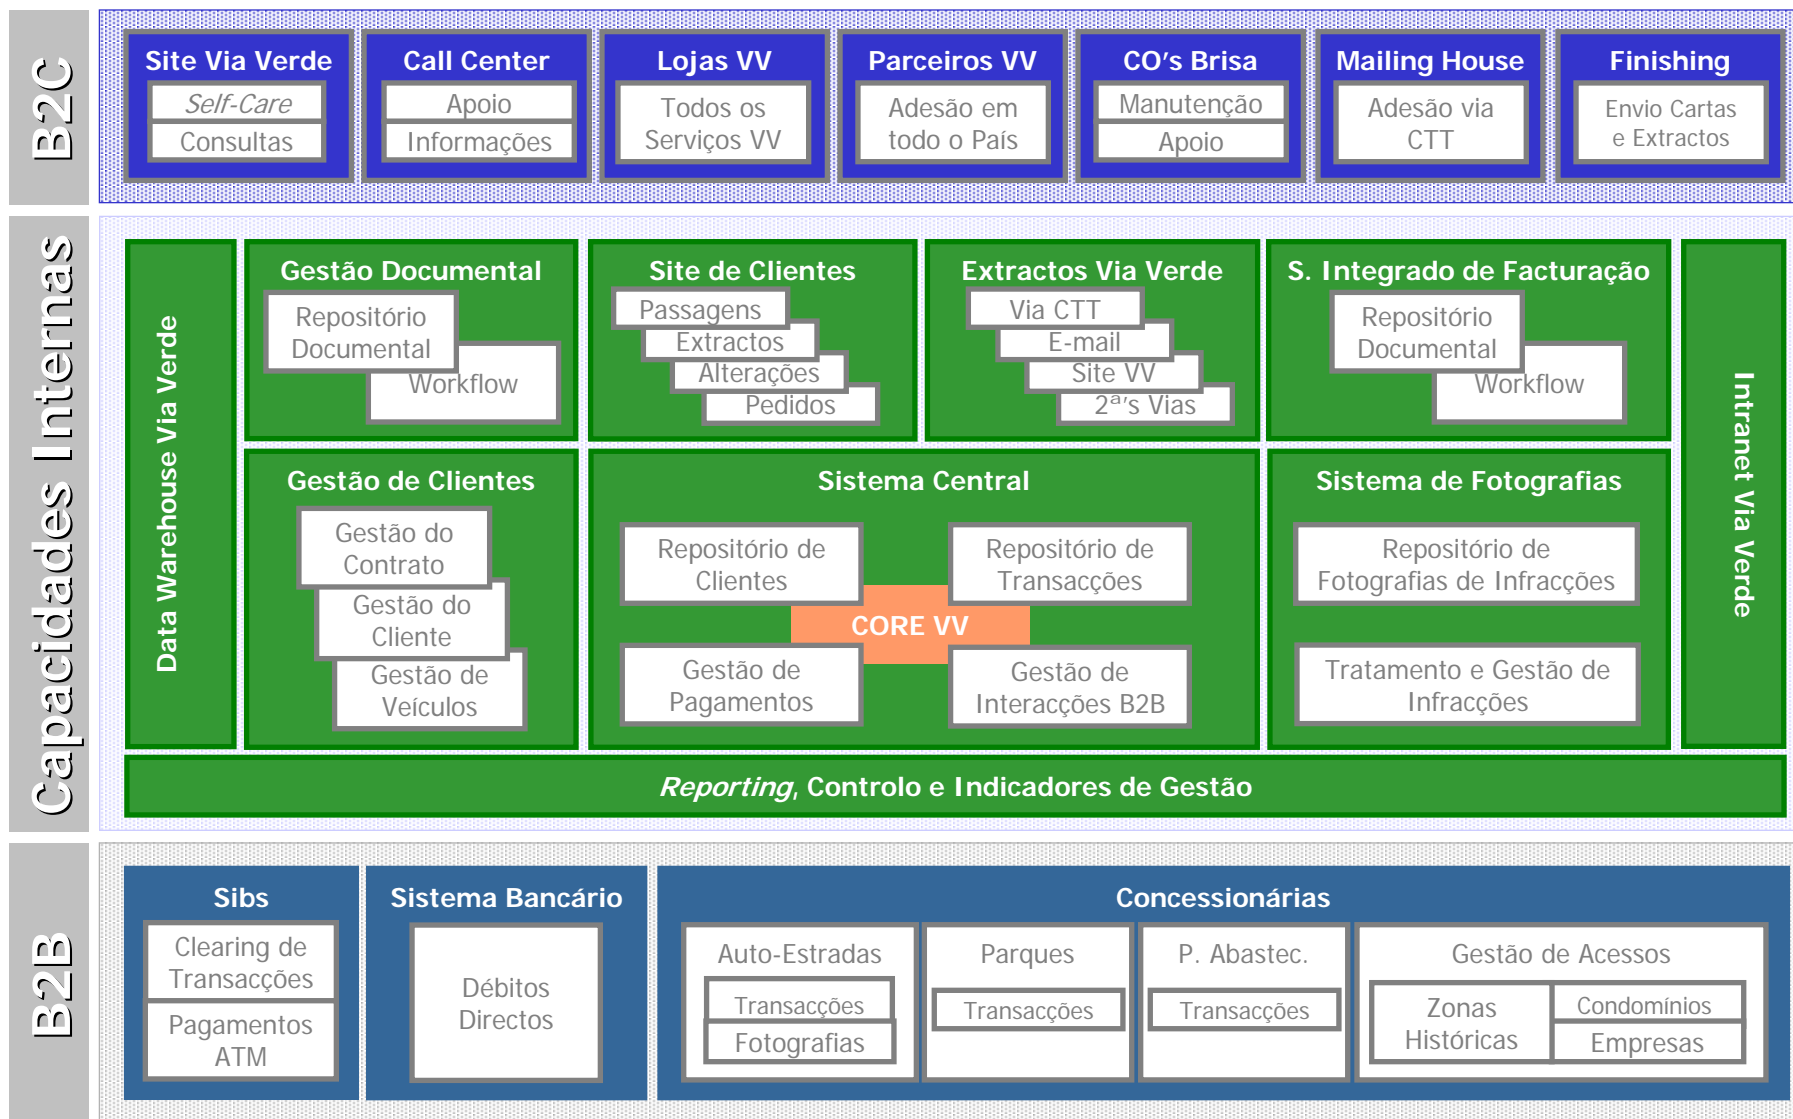 B2C
Site Via Verde
Self-Care
Consultas
Call Center
Apoio
Informações
Lojas VV
Todos os
Serviços VV
Parceiros VV
Adesão em
todo o País
CO's Brisa
Manutenção
Apoio
Mailing House
Adesão via
CTT
Finishing
Envio Cartas
e Extractos
Capacidades Internas
Data Warehouse Via Verde
Gestão Documental
Repositório
Documental
Workflow
Site de Clientes
Passagens
Extractos
Alterações
Pedidos
Extractos Via Verde
Via CTT
E-mail
Site VV
2ª's Vias
S. Integrado de Facturação
Repositório
Documental
Workflow
Intranet Via Verde
Gestão de Clientes
Gestão do
Contrato
Gestão do
Cliente
Gestão de
Veículos
Sistema Central
Repositório de
Clientes
Repositório de
Transacções
CORE VV
Gestão de
Pagamentos
Gestão de
Interacções B2B
Sistema de Fotografias
Repositório de
Fotografias de Infracções
Tratamento e Gestão de
Infracções
Reporting, Controlo e Indicadores de Gestão
B2B
Sibs
Clearing de
Transacções
Pagamentos
ATM
Sistema Bancário
Débitos
Directos
Concessionárias
Auto-Estradas
Transacções
Fotografias
Parques
Transacções
P. Abastec.
Transacções
Gestão de Acessos
Zonas
Históricas
Condomínios
Empresas